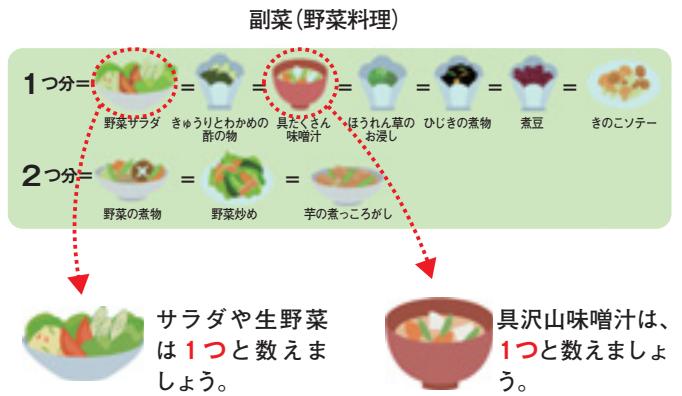 副菜（野菜料理）
1つ分= = = = = = =
野菜サラダ きゅうりとわかめの酢の物 具だくさん味噌汁 ほうれん草のお浸し ひじきの煮物 煮豆 きのこソテー
2つ分= = =
野菜の煮物 野菜炒め 芋の煮っころがし
サラダや生野菜
は1つと数えま
しょう。
具沢山味噌汁は、
1つと数えましょ
う。